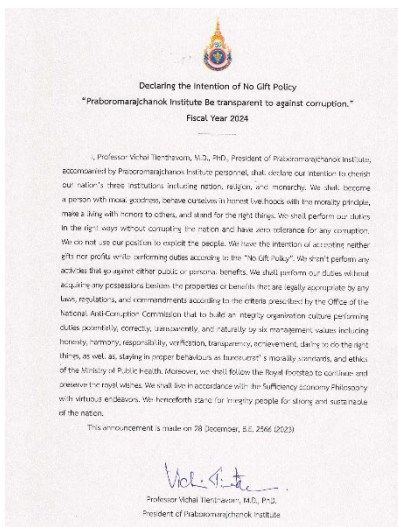 Declaring the Intention of No Gift Policy
"Praboromarajchanok Institute Be transparent to against corruption."
Fiscal Year 2024
I, Professor Vichai Tienthavorn, M.D., PhD., President of Praboromarajchanok Institute,
accompanied by Praboromarajchanok Institute personnel, shall declare our intention to cherish
our nation's three institutions including nation, religion, and monarchy. We shall become
a person with moral goodness, behave ourselves in honest livelihoods with the morality principle,
make a living with honors to others, and stand for the right things. We shall perform our duties
in the right ways without corrupting the nation and have zero tolerance for any corruption.
We do not use our position to exploit the people. We have the intention of accepting neither
gifts nor profits while performing duties according to the "No Gift Policy". We shan't perform any
activities that go against either public or personal benefits. We shall perform our duties without
acquiring any possessions besides the properties or benefits that are legally appropriate by any
laws, regulations, and commandments according to the criteria prescribed by the Office of the
National Anti-Corruption Commission that to build an integrity organisation culture performing
duties potentially, correctly, transparently, and naturally by six management values including
honesty, harmony, responsibility, verification, transparency, achievement, daring to do the right
things, as well as, staying in proper behaviours as bureaucrat' s morality standards, and ethics
of the Ministry of Public Health. Moreover, we shall follow the Royal footstep to continue and
preserve the royal wishes. We shall live in accordance with the Sufficiency Economy Philosophy
with virtuous endeavors. We henceforth stand for integrity people for strong and sustainable
of the nation.
This announcement is made on 28 December, B.E. 2566 (2023)
Professor Vichai Tienthavorn, M.D., PhD.
President of Praboromarajchanok Institute